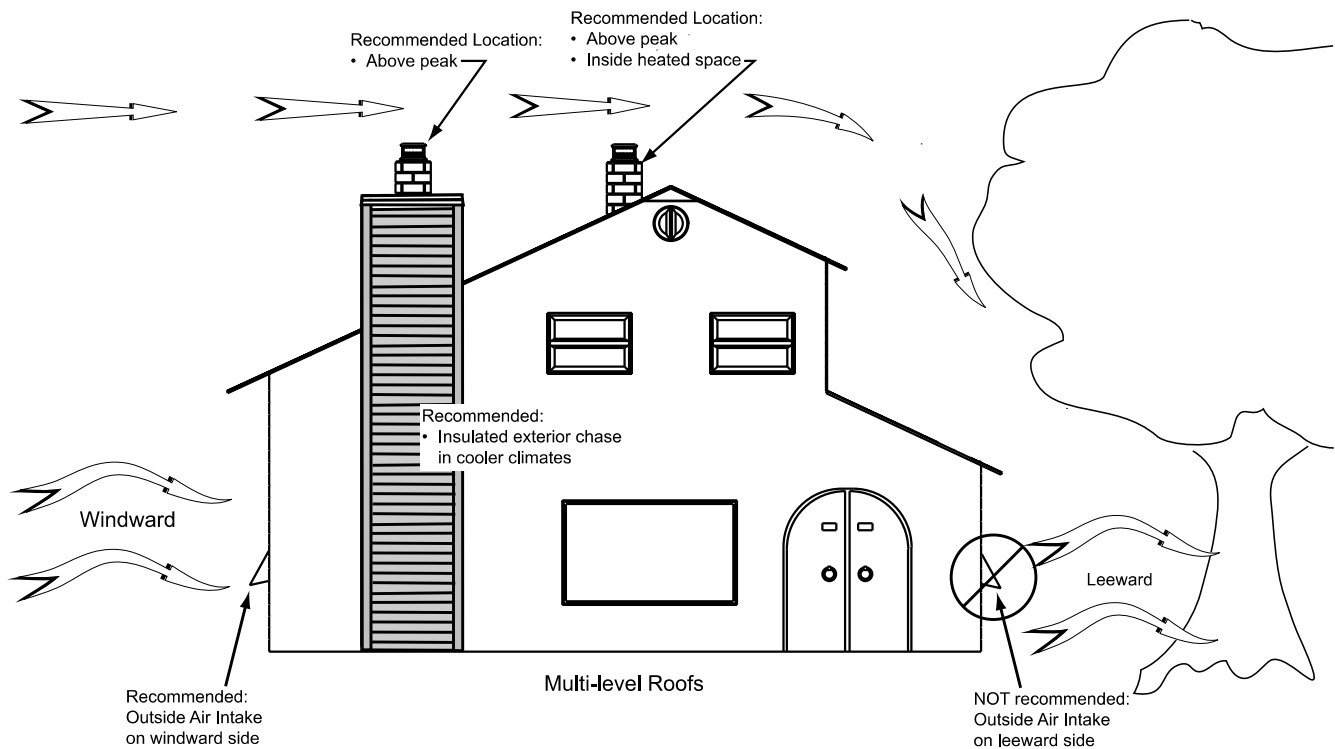 Recommended Location:
• Above peak
Recommended Location:
• Above peak
• Inside heated space
Recommended:
• Insulated exterior chase
in cooler climates
Windward
Leeward
Multi-level Roofs
Recommended:
Outside Air Intake
on windward side
NOT recommended:
Outside Air Intake
on leeward side